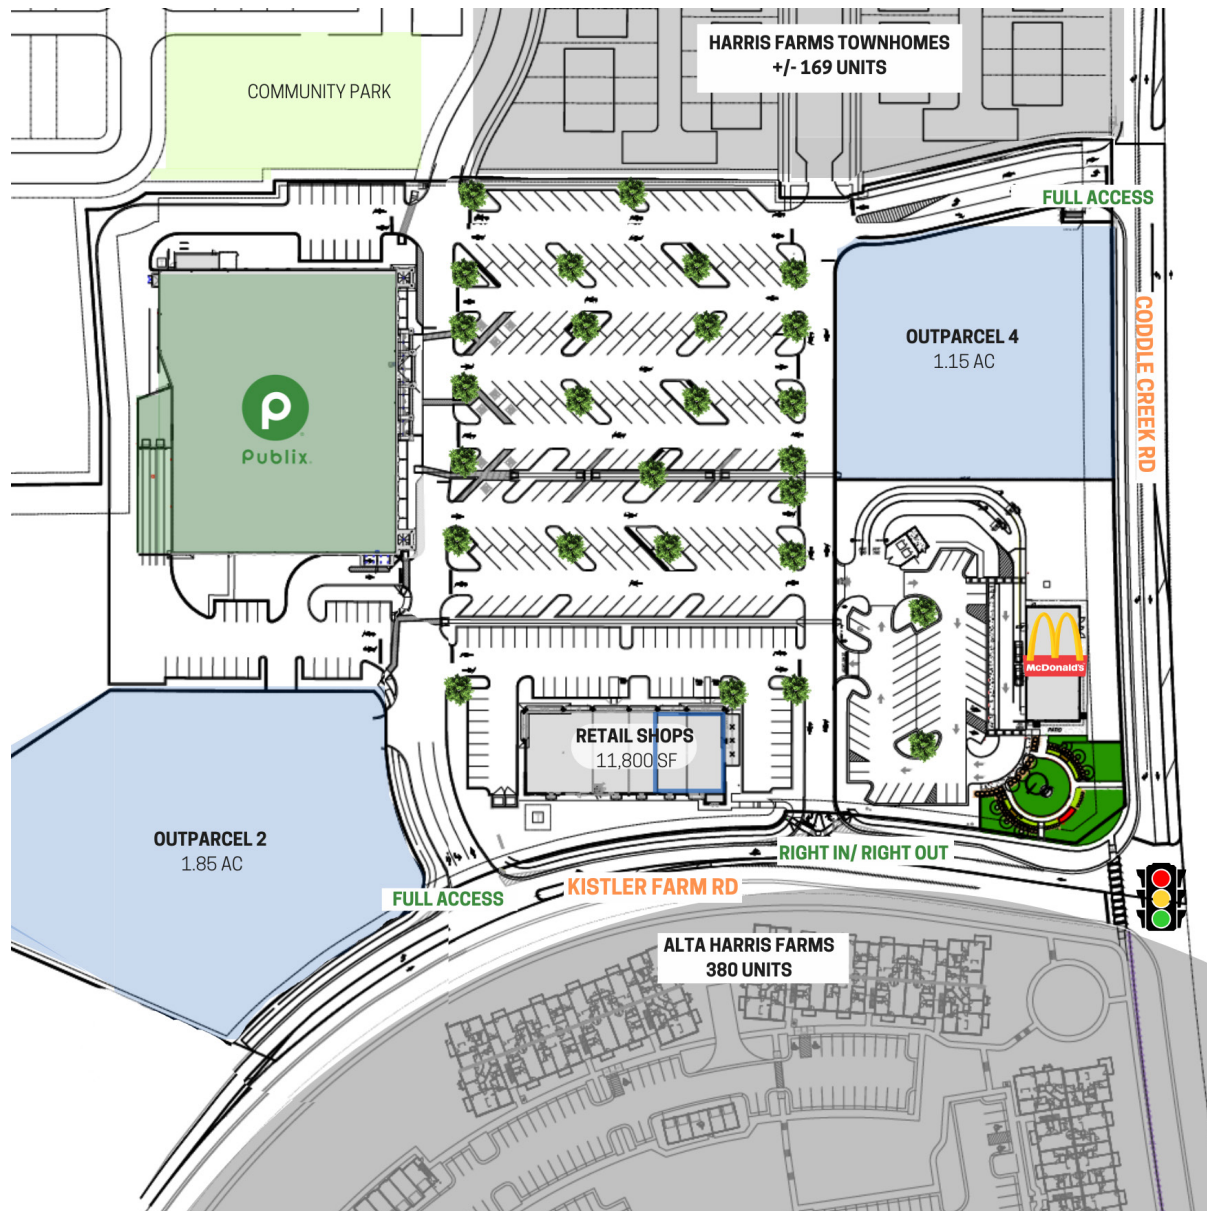 HARRIS FARMS TOWNHOMES
+/- 169 UNITS
COMMUNITY PARK
FULL ACCESS
CODDLE CREEK RD
OUTPARCEL 4
1.15 AC
P
Publix.
McDonald's
PATIO
RETAIL SHOPS
11,800 SF
OUTPARCEL 2
1.85 AC
RIGHT IN/ RIGHT OUT
KISTLER FARM RD
FULL ACCESS
ALTA HARRIS FARMS
380 UNITS